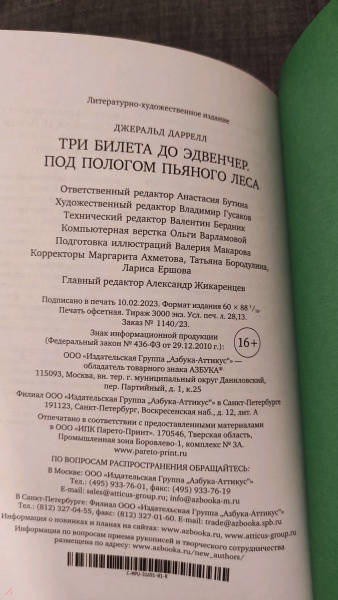 Литературно-художественное издание
ДЖЕРАЛЬД ДАРРЕЛЛ
ТРИ БИЛЕТА ДО ЭДВЕНЧЕР.
ПОД ПОЛОГОМ ПЬЯНОГО ЛЕСА
Ответственный редактор Анастасия Бутина
Художественный редактор Владимир Гусаков
Технический редактор Валентин Бердник
Компьютерная верстка Ольги Варламовой
Подготовка иллюстраций Валерия Макарова
Корректоры Маргарита Ахметова, Татьяна Бородулина,
Лариса Ершова
Главный редактор Александр Жикаренцев
Подписано в печать 10.02.2023. Формат издания 60 × 88 1/16
Печать офсетная. Тираж 3000 экз. Усл. печ. л. 28,13.
Заказ № 1140/23.
Знак информационной продукции
(Федеральный закон № 436-ФЗ от 29.12.2010 г.):
16+
ООО «Издательская Группа „Азбука-Аттикус“» —
обладатель товарного знака АЗБУКА®
115093, Москва, вн. тер. г. муниципальный округ Даниловский,
пер. Партийный, д. 1, к.25
Филиал ООО «Издательская Группа „Азбука-Аттикус“» в Санкт-Петербурге
191123, Санкт-Петербург, Воскресенская наб., д. 12, лит. А
Отпечатано в соответствии с предоставленными материалами
в ООО «ИПК Парето-Принт». 170546, Тверская область,
Промышленная зона Боровлево-1, комплекс № 3А.
www.pareto-print.ru
ПО ВОПРОСАМ РАСПРОСТРАНЕНИЯ ОБРАЩАЙТЕСЬ:
В Москве: ООО «Издательская Группа „Азбука-Аттикус“»
Тел.: (495) 933-76-01, факс: (495) 933-76-19
E-mail: sales@atticus-group.ru; info@azbooka-m.ru
В Санкт-Петербурге: Филиал ООО «Издательская Группа „Азбука-Аттикус“»
Тел.: (812) 327-04-55, факс: (812) 327-01-60. E-mail: trade@azbooka.spb.ru
Информация о новинках и планах на сайтах: www.azbooka.ru, www.atticus-group.ru
Информация по вопросам приема рукописей и творческого сотрудничества
размещена по адресу: www.azbooka.ru/new_authors/